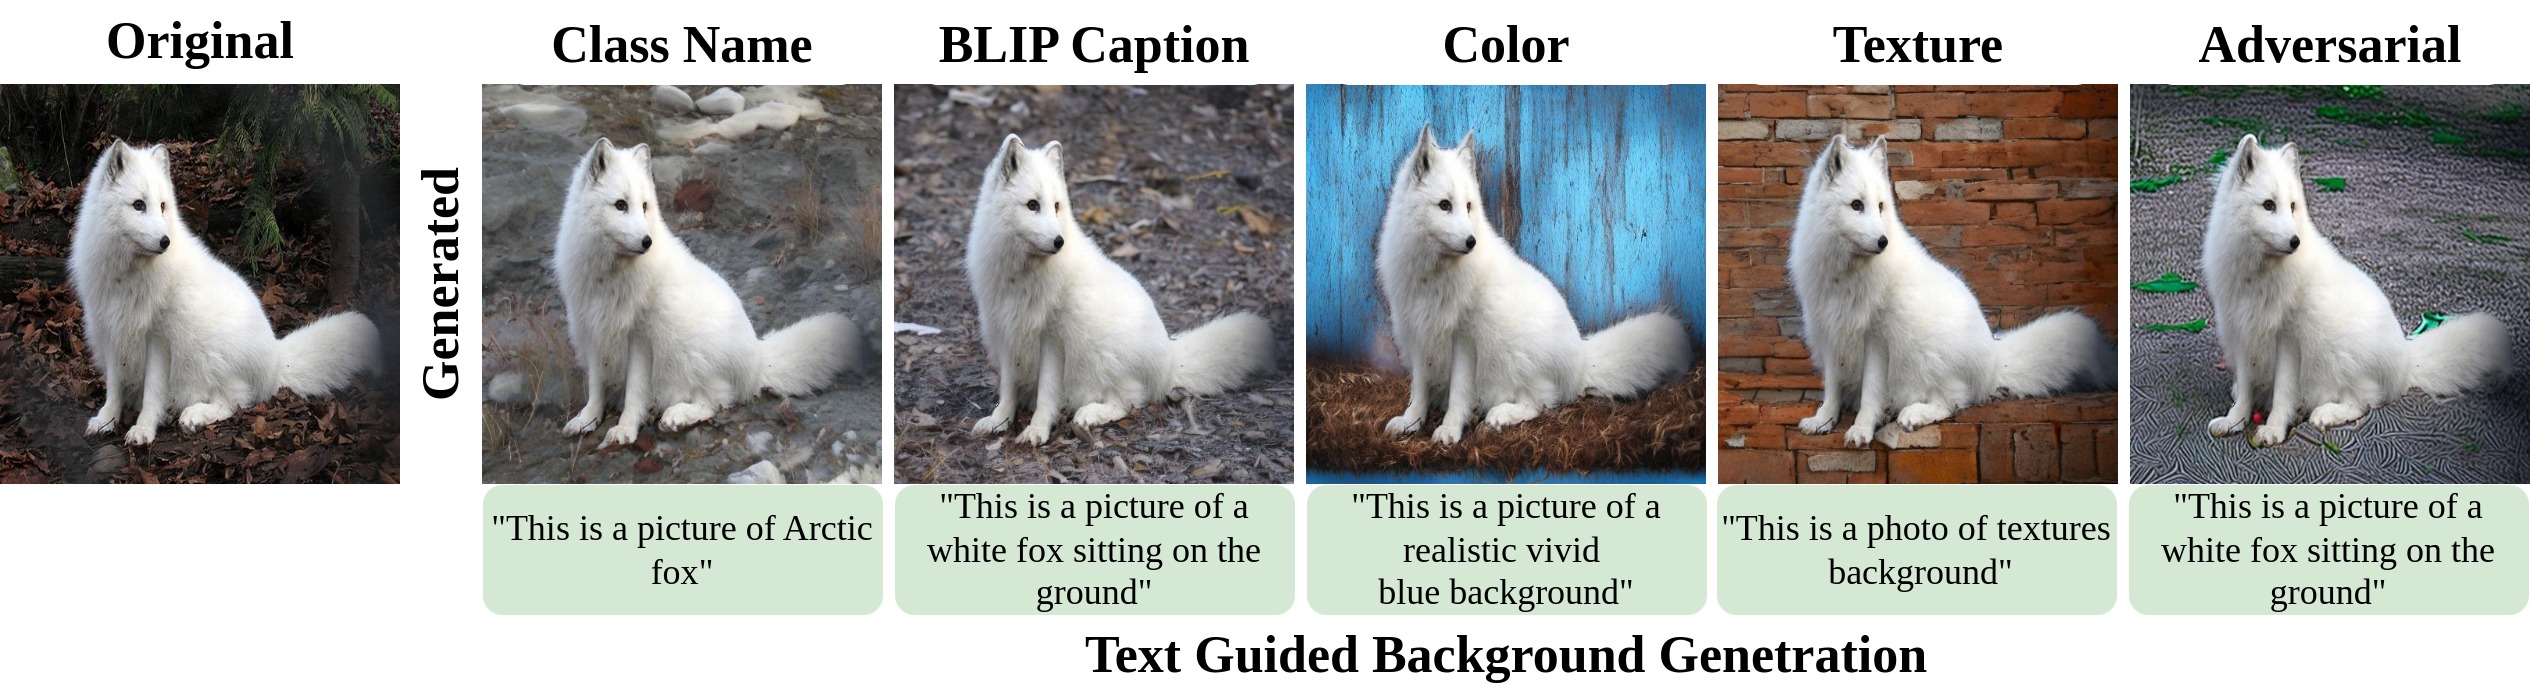 Original
Class Name
BLIP Caption
Color
Texture
Adversarial
Generated
"This is a picture of Arctic
fox"
"This is a picture of a
white fox sitting on the
ground"
"This is a picture of a
realistic vivid
blue background"
"This is a photo of textures
background"
"This is a picture of a
white fox sitting on the
ground"
Text Guided Background Genetration